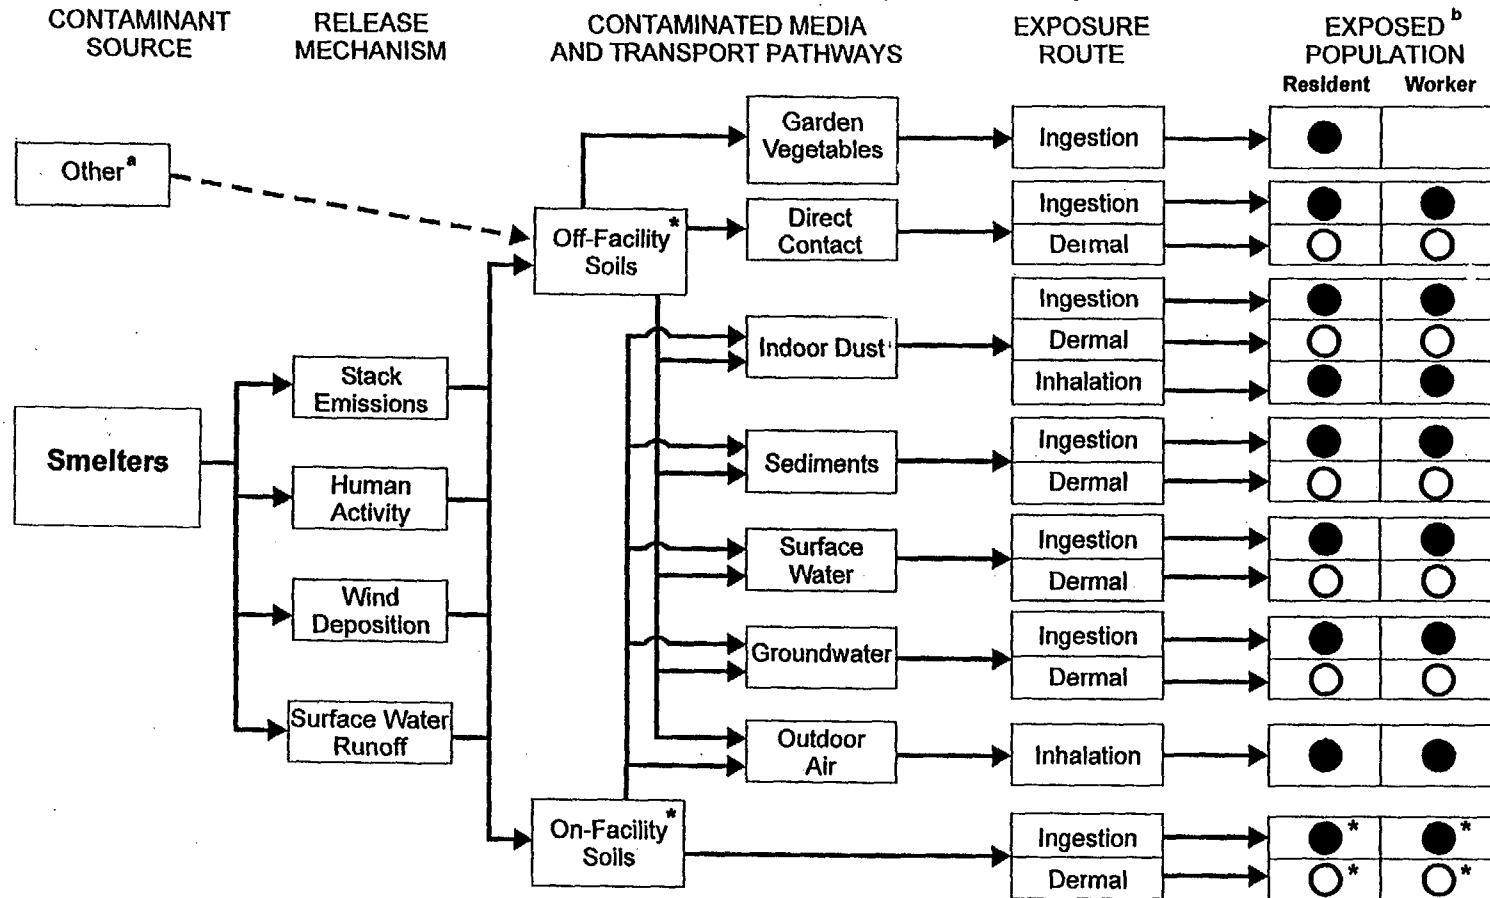 CONTAMINANT
SOURCE
RELEASE
MECHANISM
CONTAMINATED MEDIA
AND TRANSPORT PATHWAYS
EXPOSURE
ROUTE
EXPOSED b
POPULATION
Resident Worker
Other a
Smelters
Stack
Emissions
Human
Activity
Wind
Deposition
Surface Water
Runoff
Off-Facility *
Soils
On-Facility *
Soils
Garden
Vegetables
Direct
Contact
Indoor Dust
Sediments
Surface
Water
Groundwater
Outdoor
Air
Ingestion
Ingestion
Dermal
Ingestion
Dermal
Inhalation
Ingestion
Dermal
Ingestion
Dermal
Ingestion
Dermal
Inhalation
Ingestion
* *
Dermal
* *